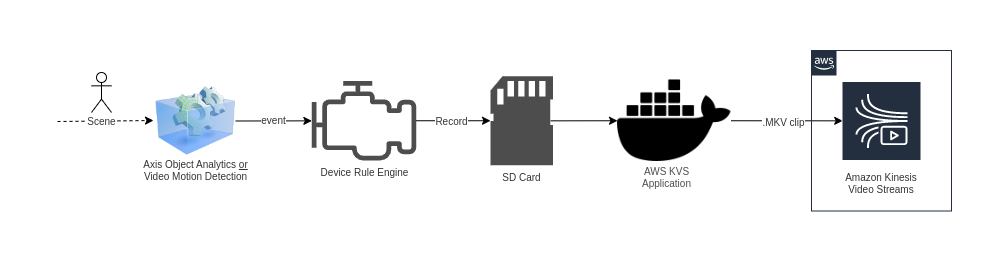 Scene
Axis Object Analytics or
Video Motion Detection
event
Device Rule Engine
Record
SD Card
AWS KVS
Application
.MKV clip
aws
Amazon Kinesis
Video Streams